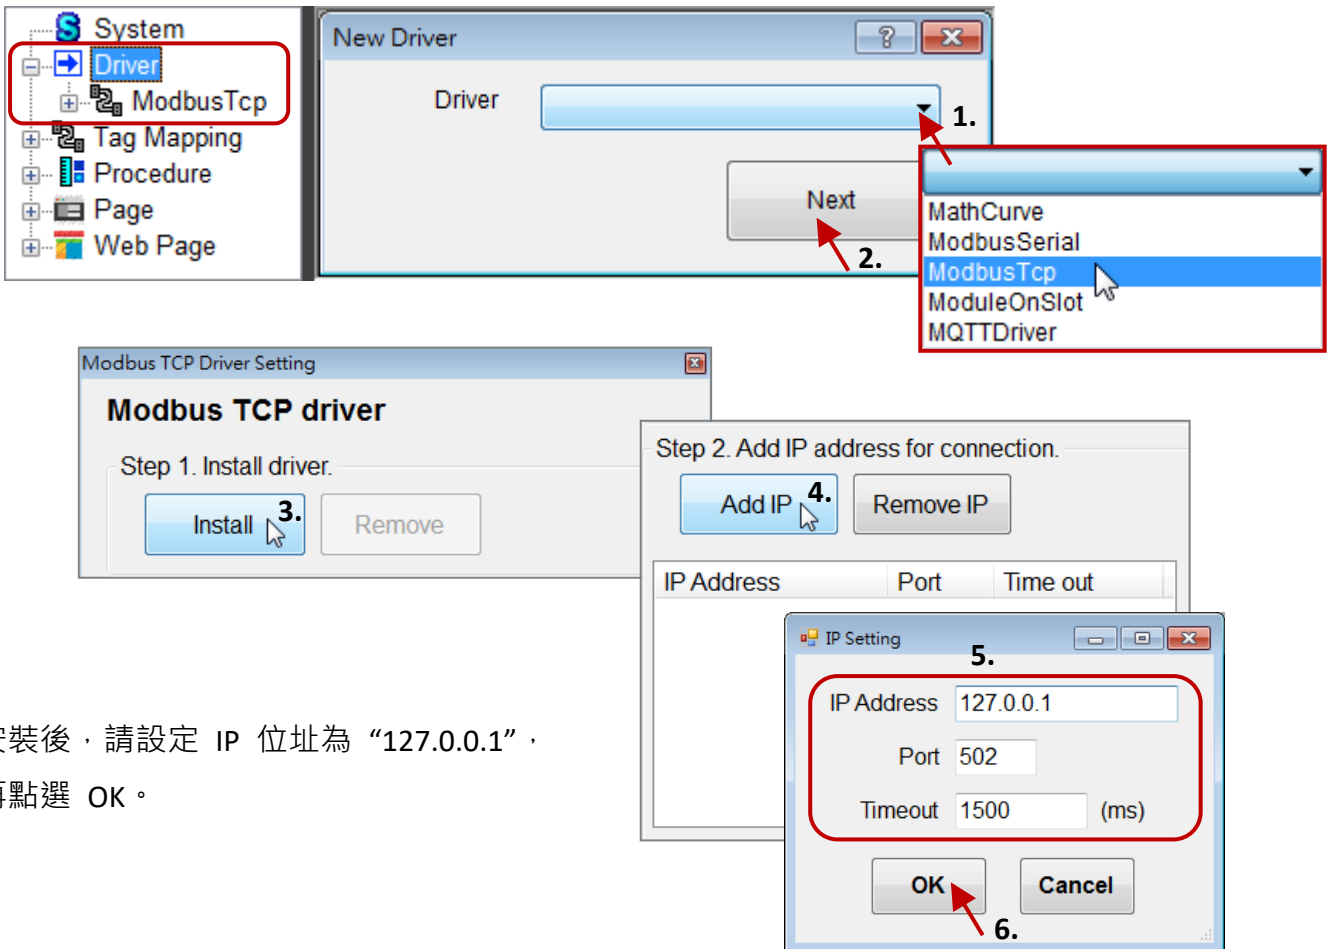 System
Driver
ModbusTcp
Tag Mapping
Procedure
Page
Web Page
New Driver
Driver
1.
Next
2.
MathCurve
ModbusSerial
ModbusTcp
ModuleOnSlot
MQTTDriver
Modbus TCP Driver Setting
Modbus TCP driver
Step 1. Install driver.
Install
3.
Remove
Step 2. Add IP address for connection.
Add IP
4.
Remove IP
IP Address Port Time out
IP Setting
5.
IP Address 127.0.0.1
Port 502
Timeout 1500 (ms)
OK
Cancel
6.
安裝後，請設定 IP 位址為 “127.0.0.1”，
再點選 OK。